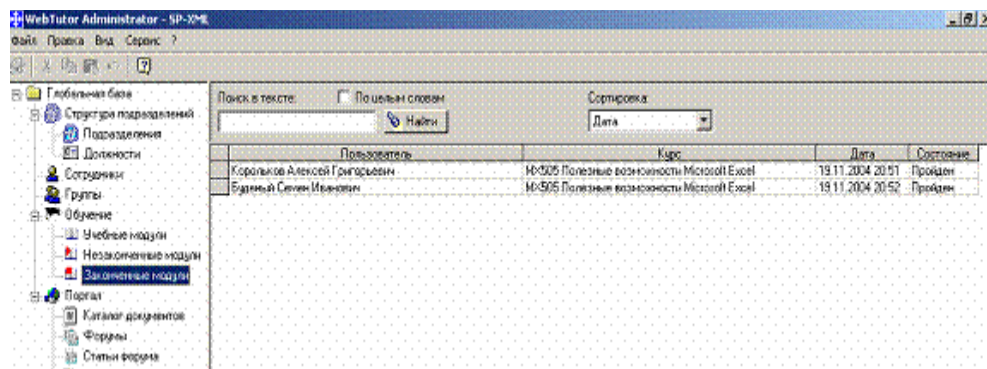 WebTutor Administrator - SP-XML
Файл Правка Вид Сервис ?
Глобальная база
Структура подразделений
Подразделения
Должности
Сотрудники
Группы
Обучение
Учебные модули
Незаконченные модули
Законченные модули
Портал
Каталог документов
Форумы
Статьи форума
Поиск в тексте: По целым словам Сортировка:
Найти Дата
Пользователь Курс Дата Состояние
Корольков Алексей Григорьевич MX505 Полезные возможности Microsoft Excel 19.11.2004 20:51 Пройден
Буденый Семен Иванович MX505 Полезные возможности Microsoft Excel 19.11.2004 20:52 Пройден